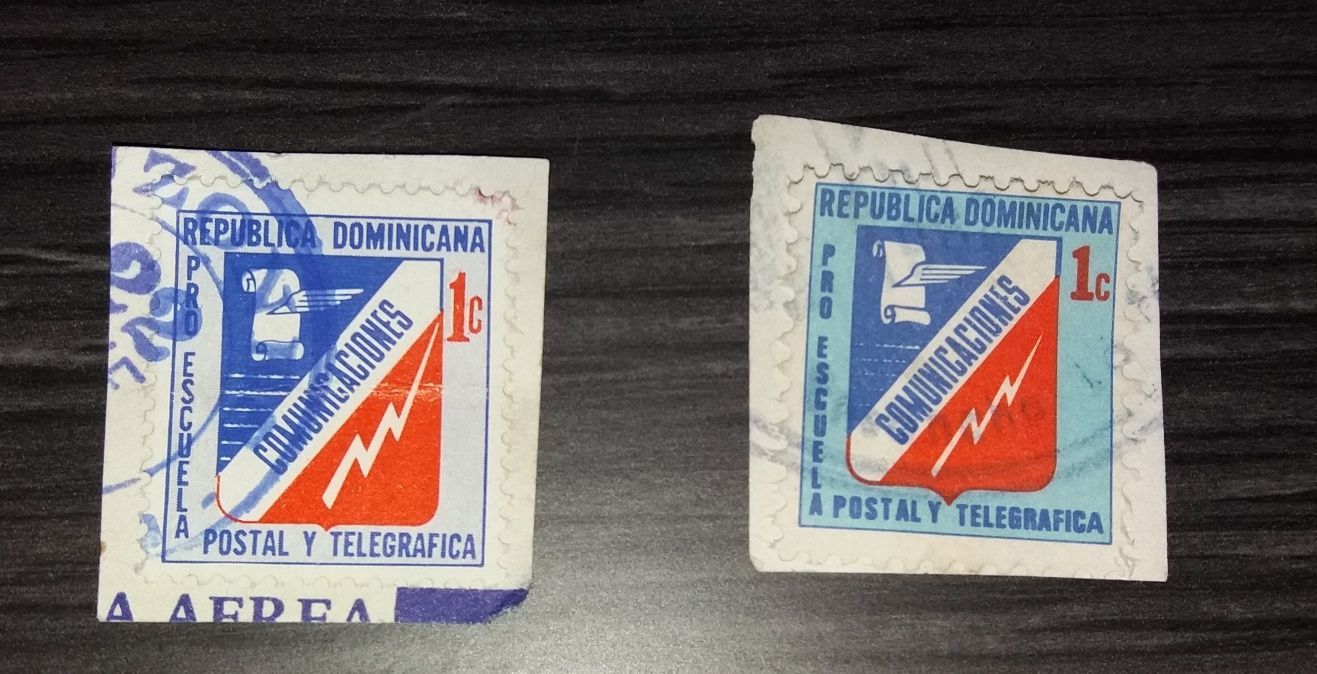 REPUBLICA DOMINICANA
PRO ESCUELA
1c
COMUNICACIONES
POSTAL Y TELEGRAFICA
A AEREA
REPUBLICA DOMINICANA
PRO ESCUELA
1c
COMUNICACIONES
POSTAL Y TELEGRAFICA